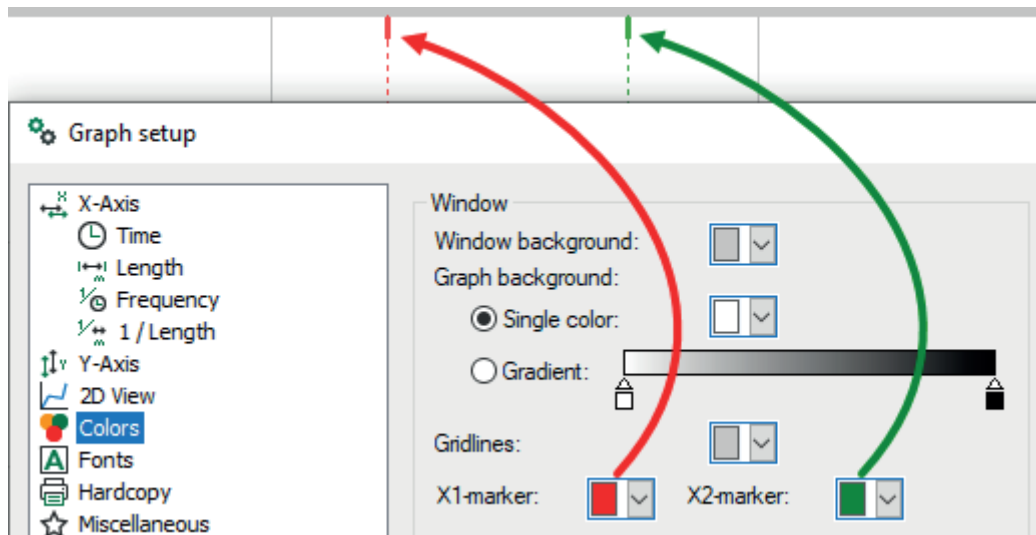 Graph setup
X-Axis
Time
Length
Frequency
1 / Length
Y-Axis
2D View
Colors
Fonts
Hardcopy
Miscellaneous
Window
Window background:
Graph background:
Single color:
Gradient:
Gridlines:
X1-marker: X2-marker: